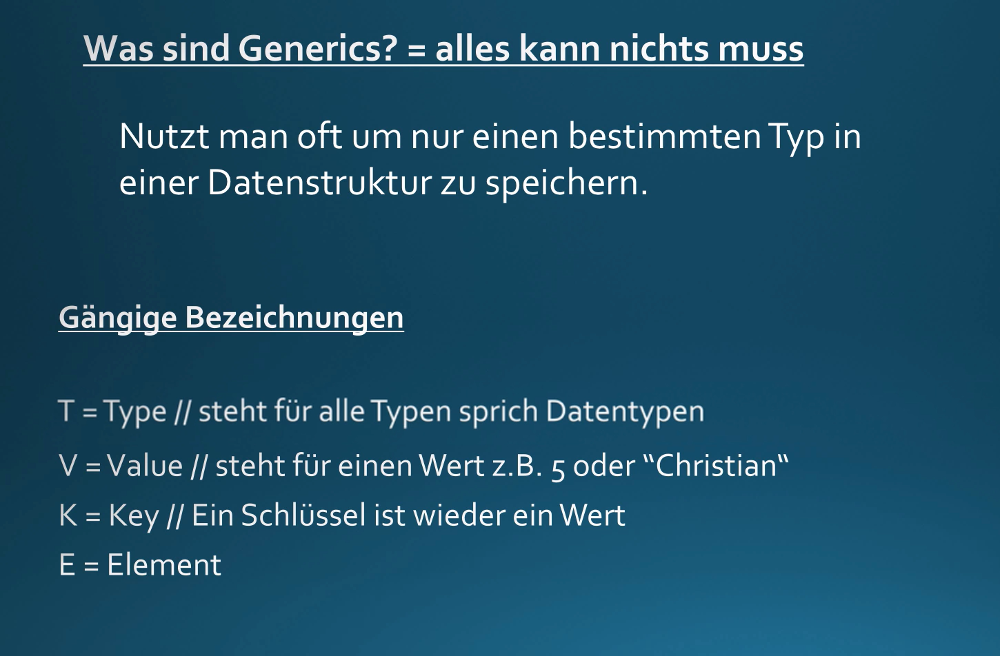 Was sind Generics? = alles kann nichts muss
Nutzt man oft um nur einen bestimmten Typ in
einer Datenstruktur zu speichern.
Gängige Bezeichnungen
T = Type // steht für alle Typen sprich Datentypen
V = Value // steht für einen Wert z.B. 5 oder “Christian“
K = Key // Ein Schlüssel ist wieder ein Wert
E = Element